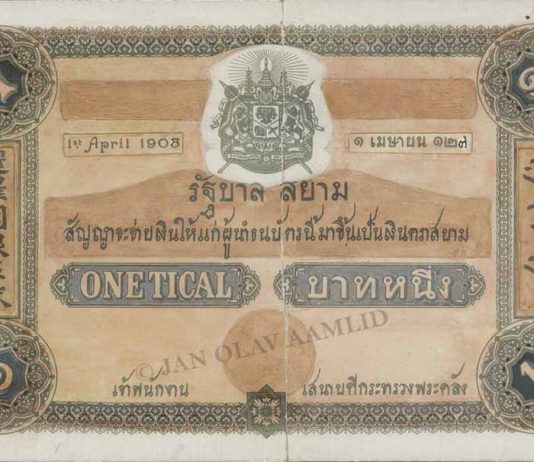 1st April 1908
๑ เมษายน ๑๒๗
รัฐบาล สยาม
สัญญาจะจ่ายเงินให้แก่ผู้นำธนบัตรนี้มาขึ้นเป็นเงินตราสยาม
ONE TICAL
บาทหนึ่ง
© JAN OLAV AAMLID
เจ้าพนักงาน
เสนาบดีกระทรวงพระคลัง
๑
1